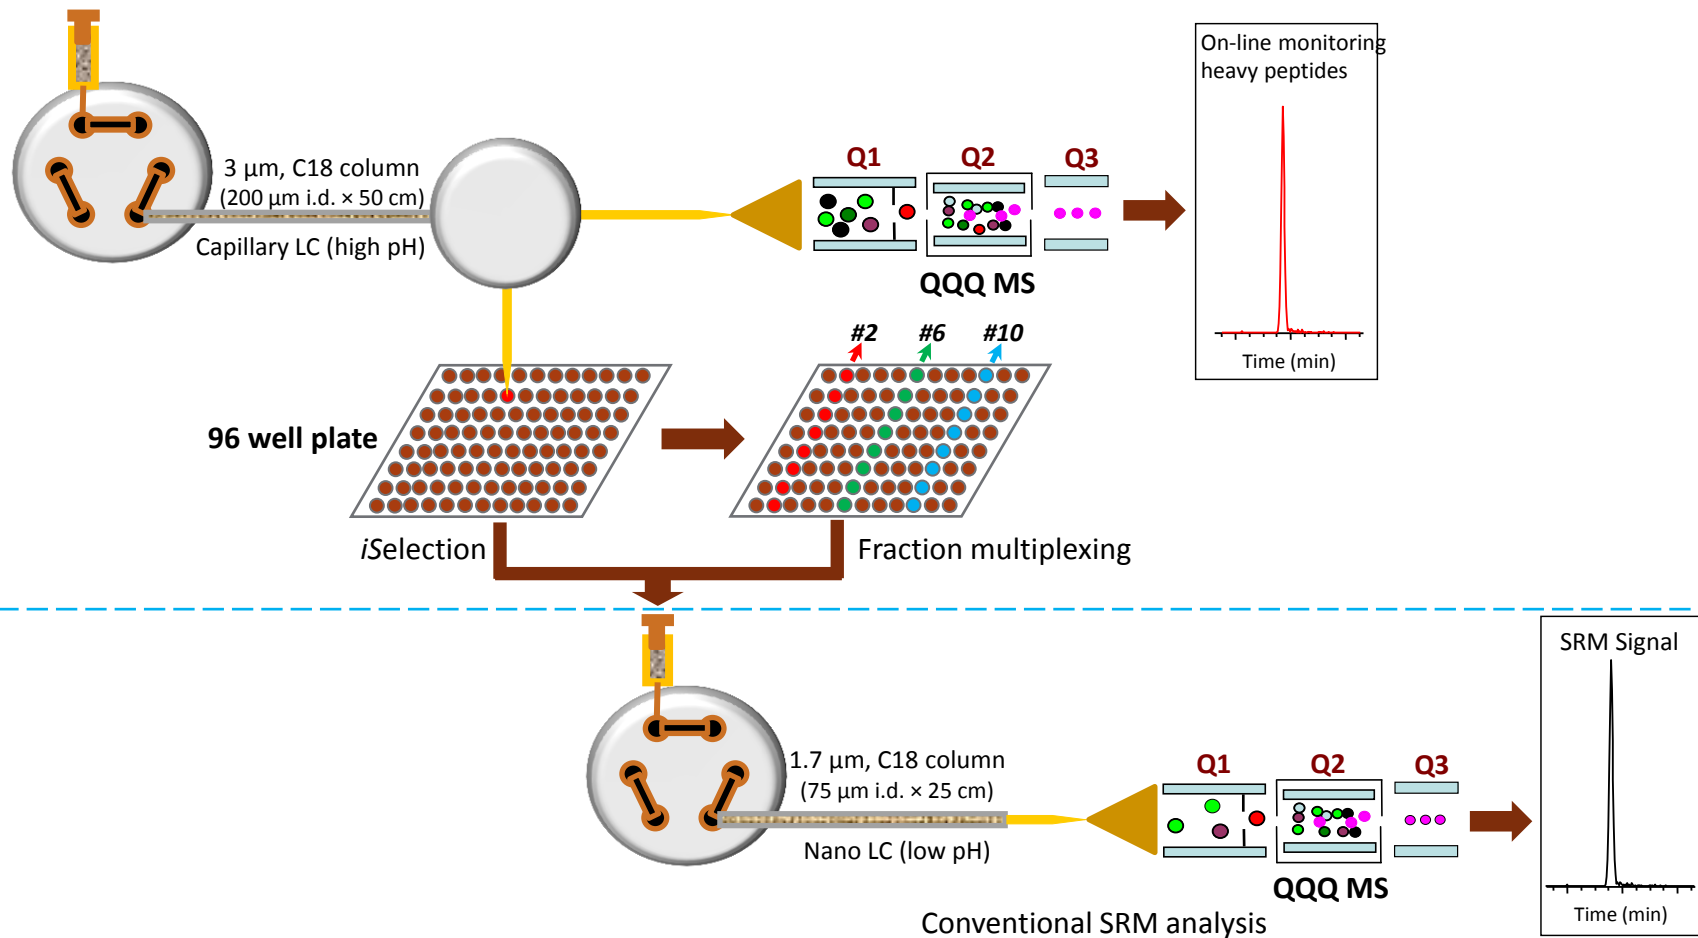 On-line monitoring
heavy peptides
Time (min)
3 µm, C18 column
(200 µm i.d. × 50 cm)
Capillary LC (high pH)
Q1
Q2
Q3
QQQ MS
#2
#6
#10
96 well plate
iSelection
Fraction multiplexing
SRM Signal
Time (min)
1.7 µm, C18 column
(75 µm i.d. × 25 cm)
Nano LC (low pH)
Q1
Q2
Q3
QQQ MS
Conventional SRM analysis